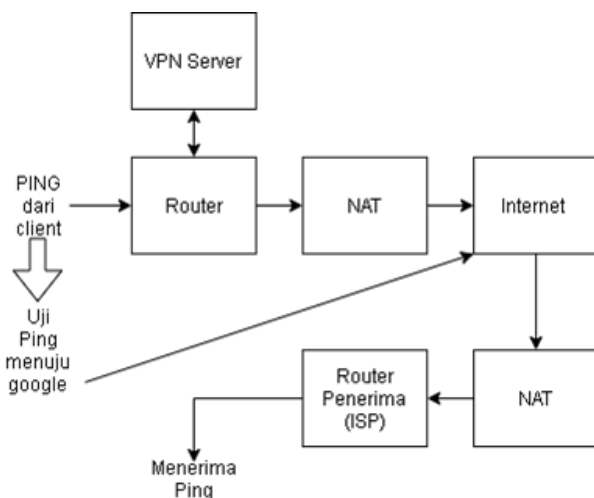 VPN Server
PING
dari
client
Router
NAT
Internet
Uji
Ping
menuju
google
Router
Penerima
(ISP)
NAT
Menerima
Ping